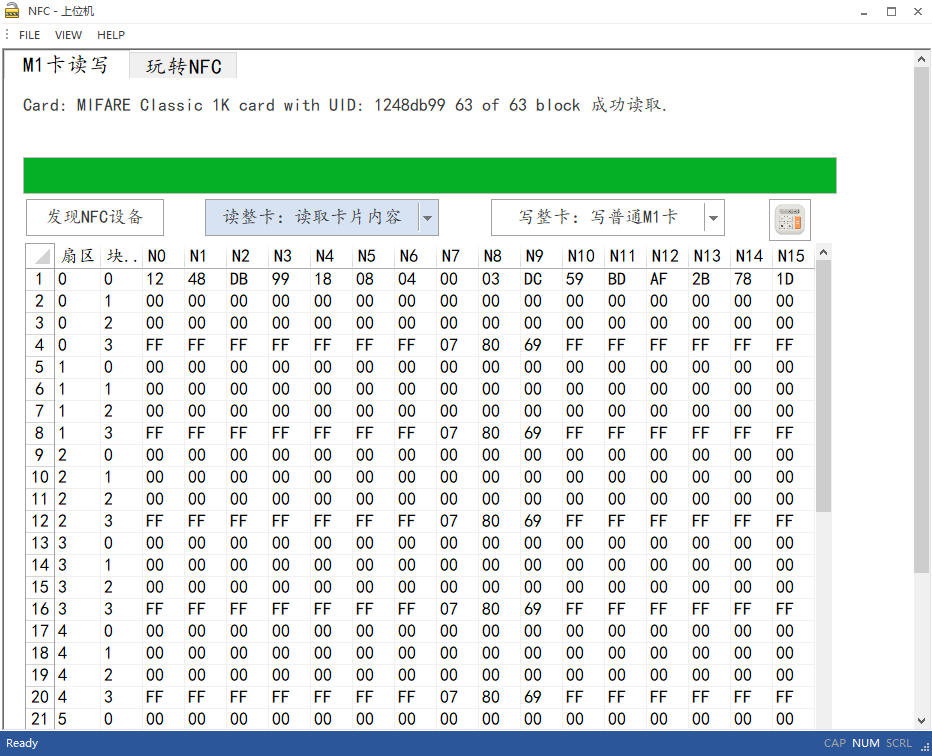 NFC - 上位机
FILE VIEW HELP
M1卡读写 玩转NFC
Card: MIFARE Classic 1K card with UID: 1248db99 63 of 63 block 成功读取.
发现NFC设备 读整卡: 读取卡片内容 写整卡: 写普通M1卡
扇区 块.. N0 N1 N2 N3 N4 N5 N6 N7 N8 N9 N10 N11 N12 N13 N14 N15
1 0 0 12 48 DB 99 18 08 04 00 03 DC 59 BD AF 2B 78 1D
2 0 1 00 00 00 00 00 00 00 00 00 00 00 00 00 00 00 00
3 0 2 00 00 00 00 00 00 00 00 00 00 00 00 00 00 00 00
4 0 3 FF FF FF FF FF FF FF 07 80 69 FF FF FF FF FF FF
5 1 0 00 00 00 00 00 00 00 00 00 00 00 00 00 00 00 00
6 1 1 00 00 00 00 00 00 00 00 00 00 00 00 00 00 00 00
7 1 2 00 00 00 00 00 00 00 00 00 00 00 00 00 00 00 00
8 1 3 FF FF FF FF FF FF FF 07 80 69 FF FF FF FF FF FF
9 2 0 00 00 00 00 00 00 00 00 00 00 00 00 00 00 00 00
10 2 1 00 00 00 00 00 00 00 00 00 00 00 00 00 00 00 00
11 2 2 00 00 00 00 00 00 00 00 00 00 00 00 00 00 00 00
12 2 3 FF FF FF FF FF FF FF 07 80 69 FF FF FF FF FF FF
13 3 0 00 00 00 00 00 00 00 00 00 00 00 00 00 00 00 00
14 3 1 00 00 00 00 00 00 00 00 00 00 00 00 00 00 00 00
15 3 2 00 00 00 00 00 00 00 00 00 00 00 00 00 00 00 00
16 3 3 FF FF FF FF FF FF FF 07 80 69 FF FF FF FF FF FF
17 4 0 00 00 00 00 00 00 00 00 00 00 00 00 00 00 00 00
18 4 1 00 00 00 00 00 00 00 00 00 00 00 00 00 00 00 00
19 4 2 00 00 00 00 00 00 00 00 00 00 00 00 00 00 00 00
20 4 3 FF FF FF FF FF FF FF 07 80 69 FF FF FF FF FF FF
21 5 0 00 00 00 00 00 00 00 00 00 00 00 00 00 00 00 00
Ready CAP NUM SCRL